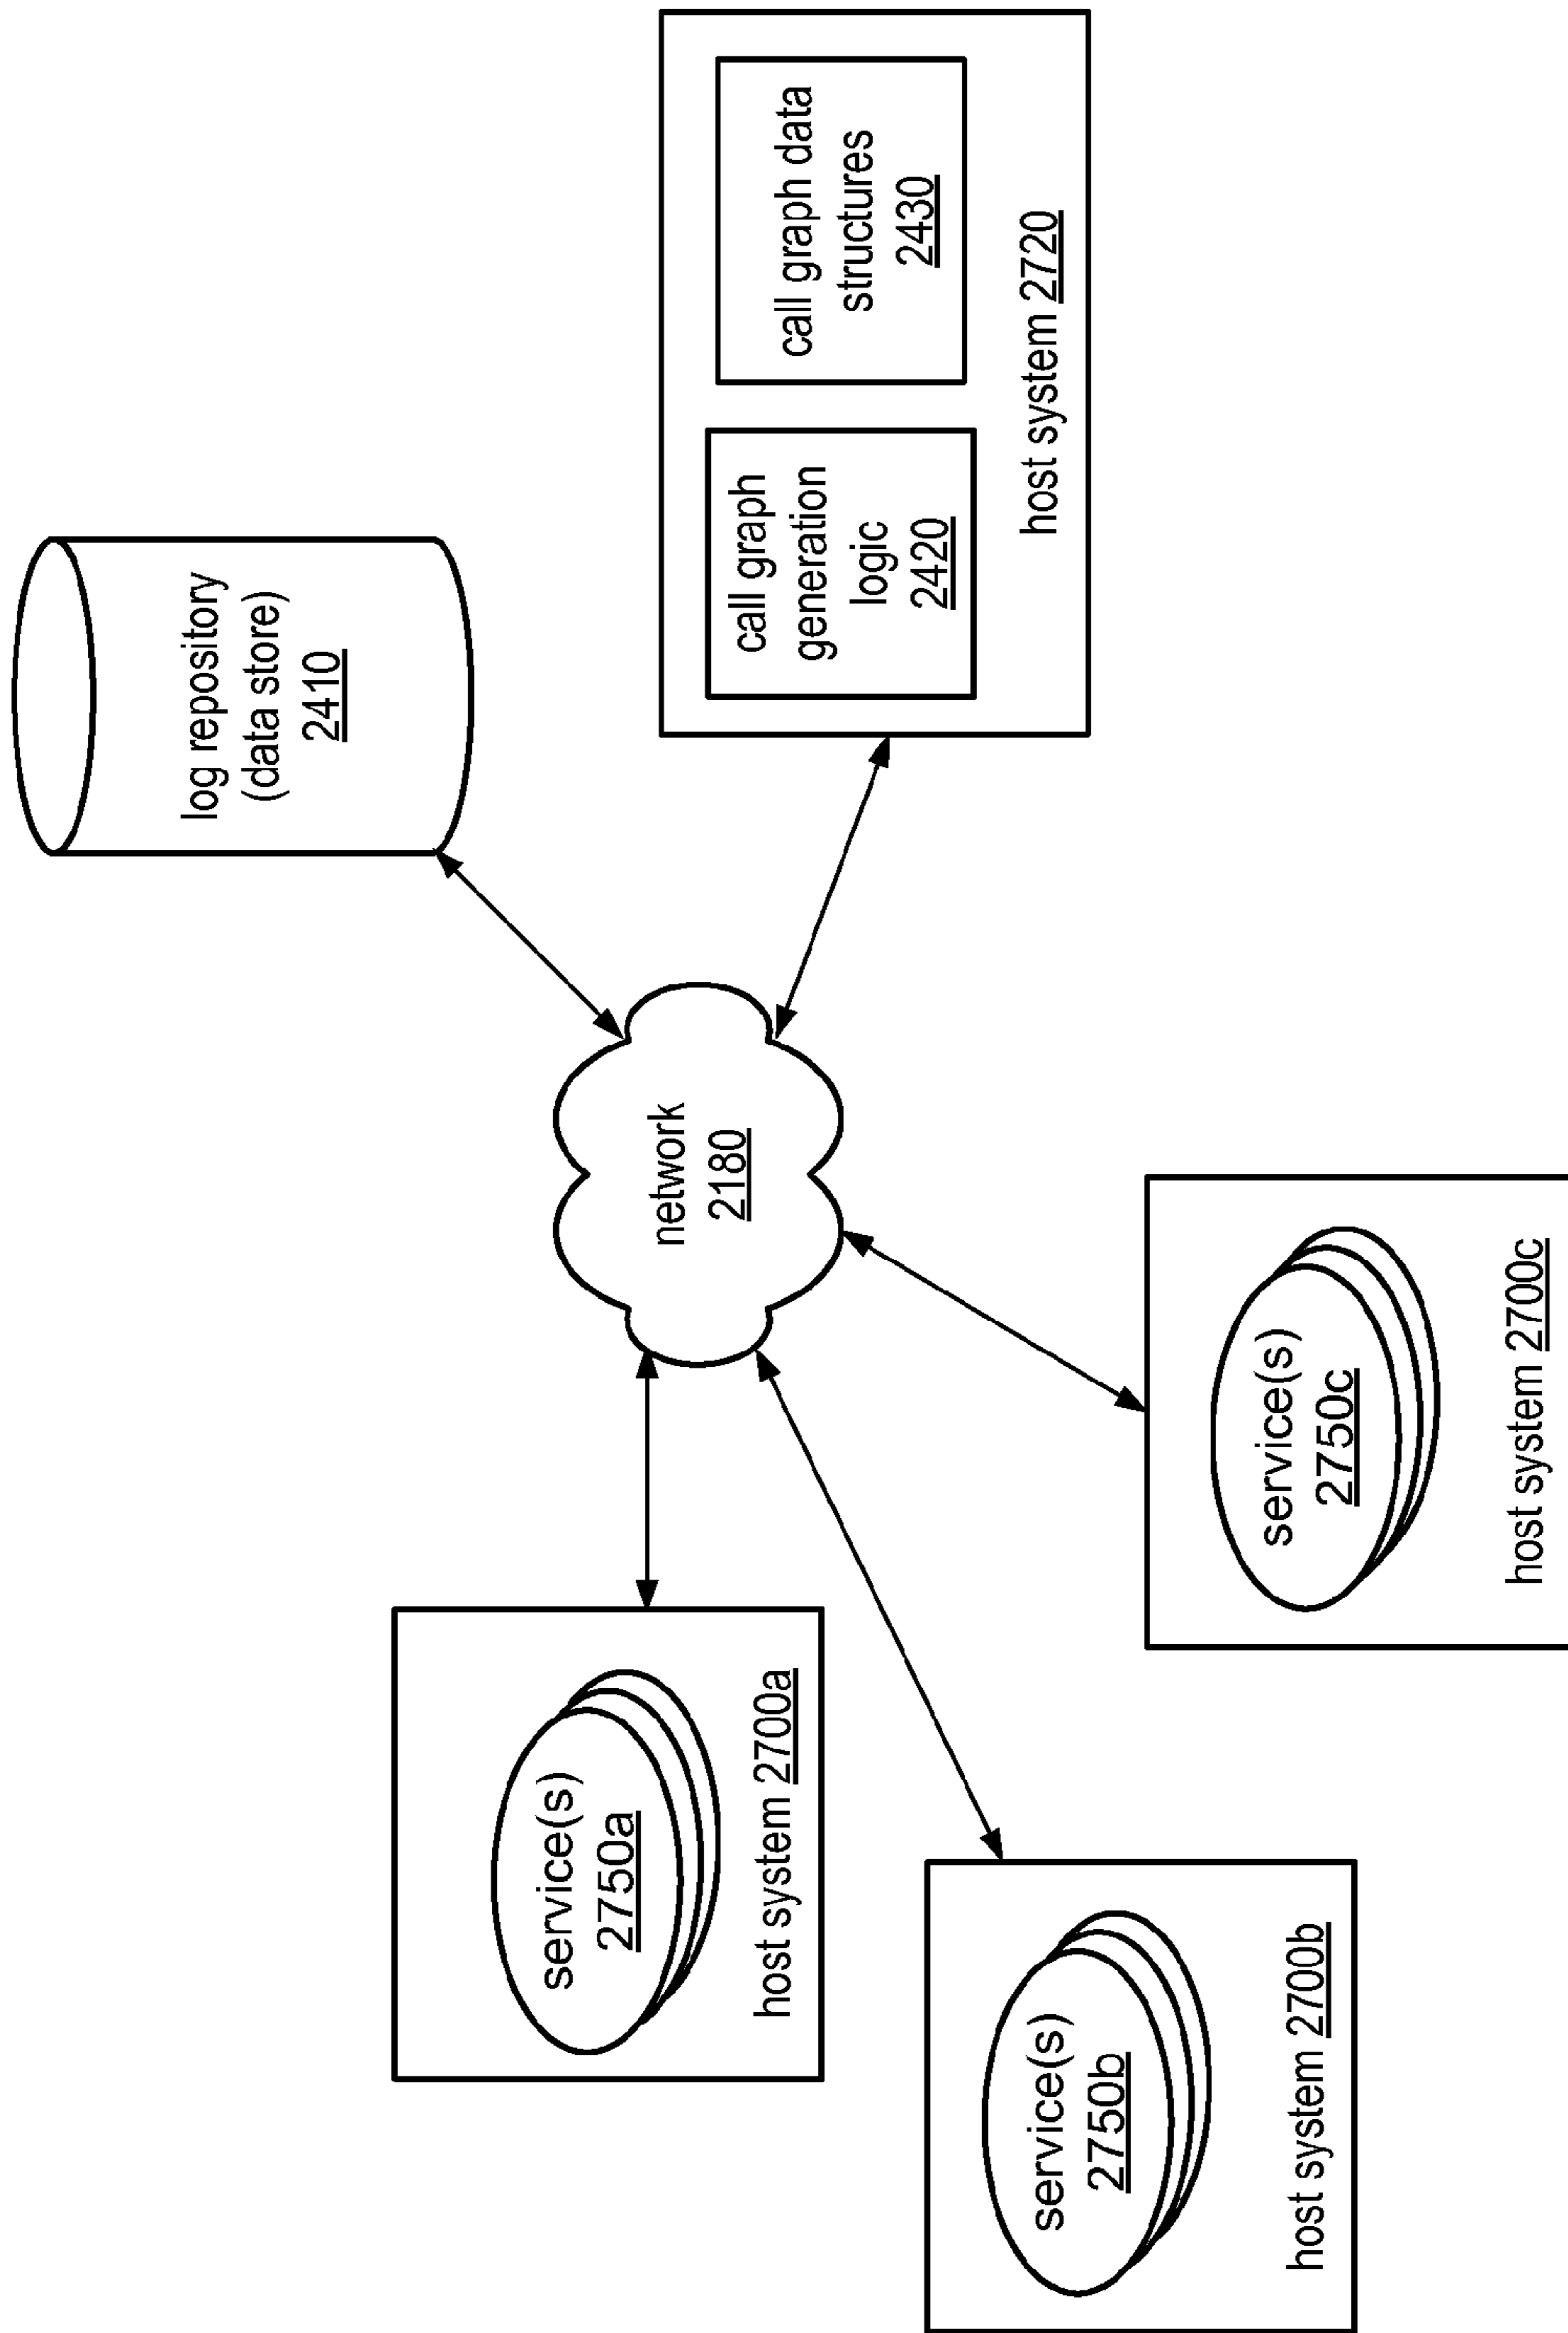 log repository
(data store)
2410
call graph
generation
logic
2420
call graph data
structures
2430
host system 2720
network
2180
service(s)
2750a
host system 2700a
service(s)
2750b
host system 2700b
service(s)
2750c
host system 2700c